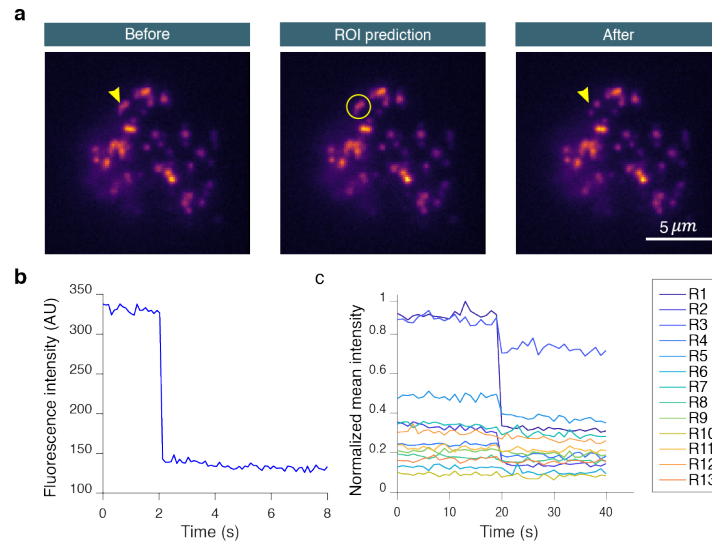 a
Before
ROI prediction
After
5 μm
b
Fluorescence intensity (AU)
350
300
250
200
150
100
0
2
4
6
8
Time (s)
c
Normalized mean intensity
1
0.8
0.6
0.4
0.2
0
0
10
20
30
40
Time (s)
R1
R2
R3
R4
R5
R6
R7
R8
R9
R10
R11
R12
R13